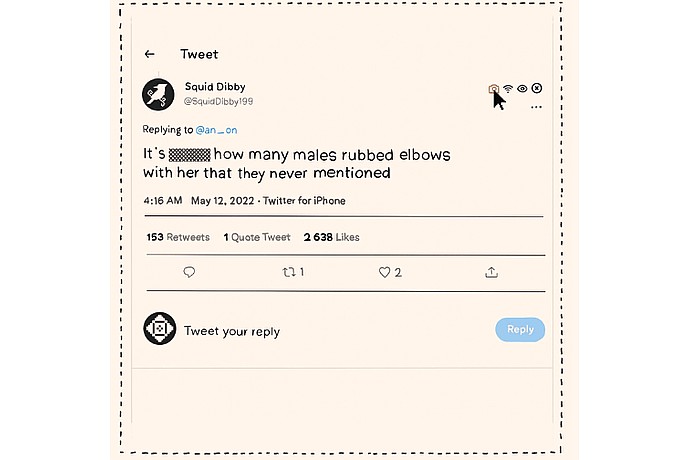 Tweet
Squid Dibby
@SquidDibby199
Replying to @an_on
It's how many males rubbed elbows
with her that they never mentioned
4:16 AM May 12, 2022 · Twitter for iPhone
153 Retweets 1 Quote Tweet 2 638 Likes
1 2
Tweet your reply
Reply